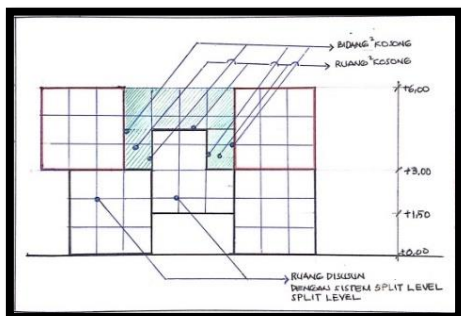 BIDANG² KOSONG
RUANG² KOSONG
+6,00
+3,00
+1,50
±0,00
RUANG DISUSUN
DENGAN SISTEM SPLIT LEVEL
SPLIT LEVEL